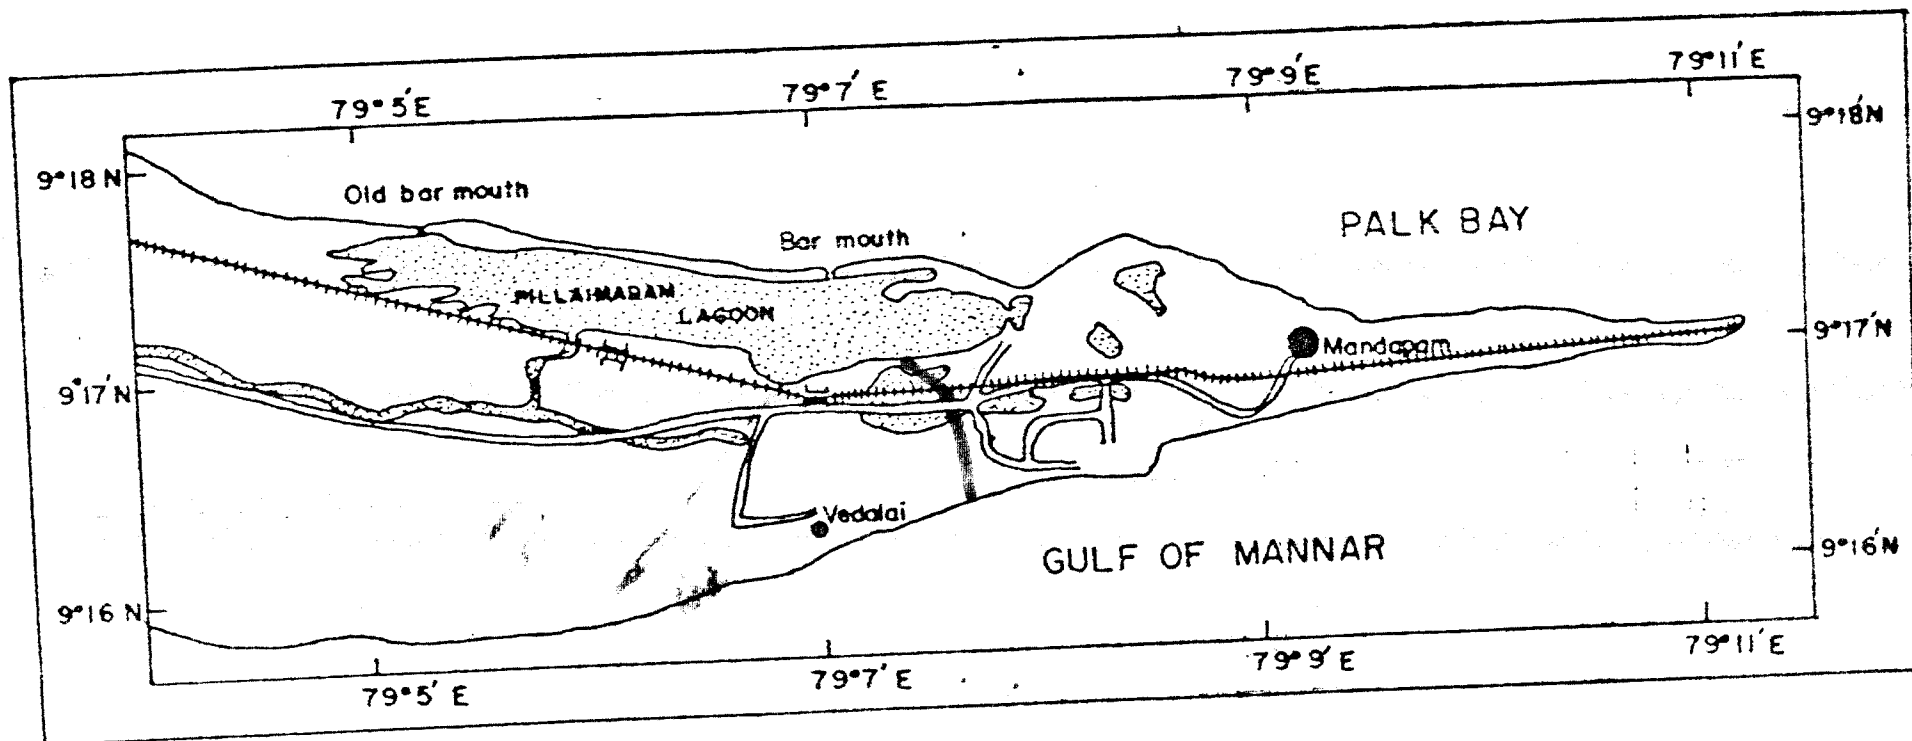 79°5'E
79°7' E
79°9'E
79°11'E
9°18 N
9°18'N
Old bar mouth
Bar mouth
PALK BAY
PILLAIMADAM
LAGOON
9°17'N
Mandapam
9°17'N
Vedalai
GULF OF MANNAR
9°16'N
9°16 N
79°5' E
79°7' E
79°9'E
79°11'E